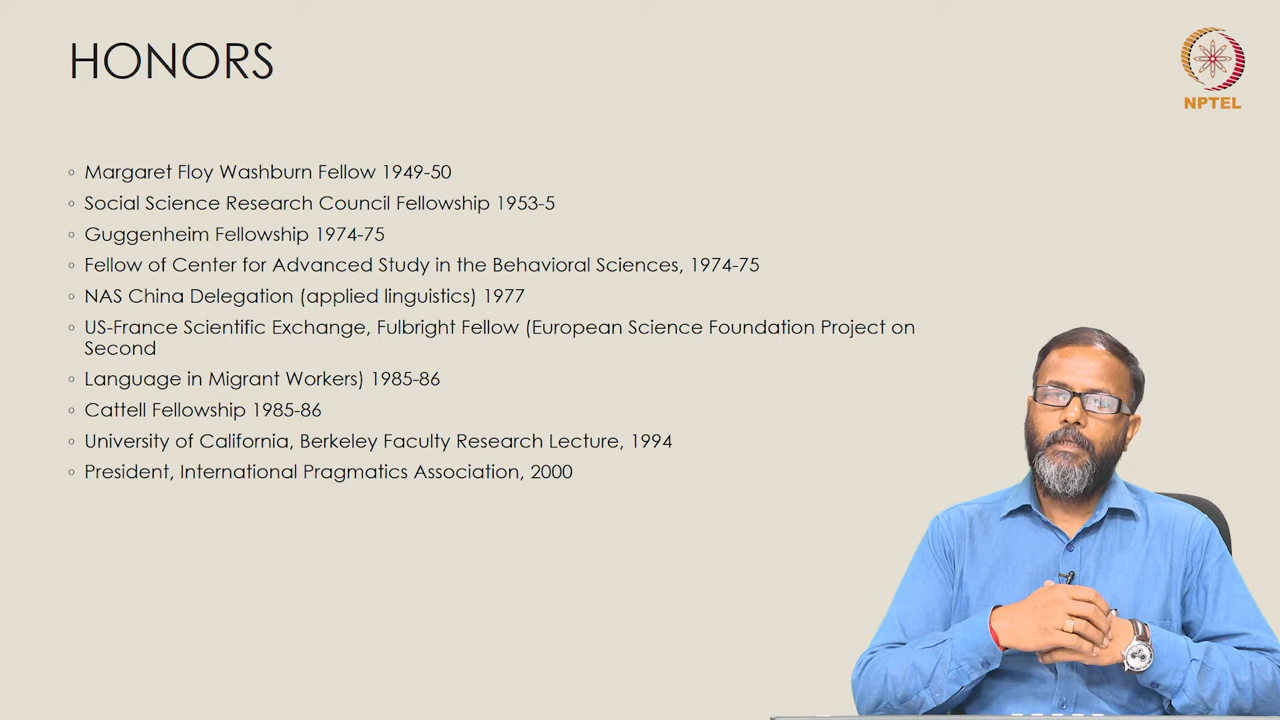 HONORS
NPTEL
◦ Margaret Floy Washburn Fellow 1949-50
◦ Social Science Research Council Fellowship 1953-5
◦ Guggenheim Fellowship 1974-75
◦ Fellow of Center for Advanced Study in the Behavioral Sciences, 1974-75
◦ NAS China Delegation (applied linguistics) 1977
◦ US-France Scientific Exchange, Fulbright Fellow (European Science Foundation Project on
Second
◦ Language in Migrant Workers) 1985-86
◦ Cattell Fellowship 1985-86
◦ University of California, Berkeley Faculty Research Lecture, 1994
◦ President, International Pragmatics Association, 2000